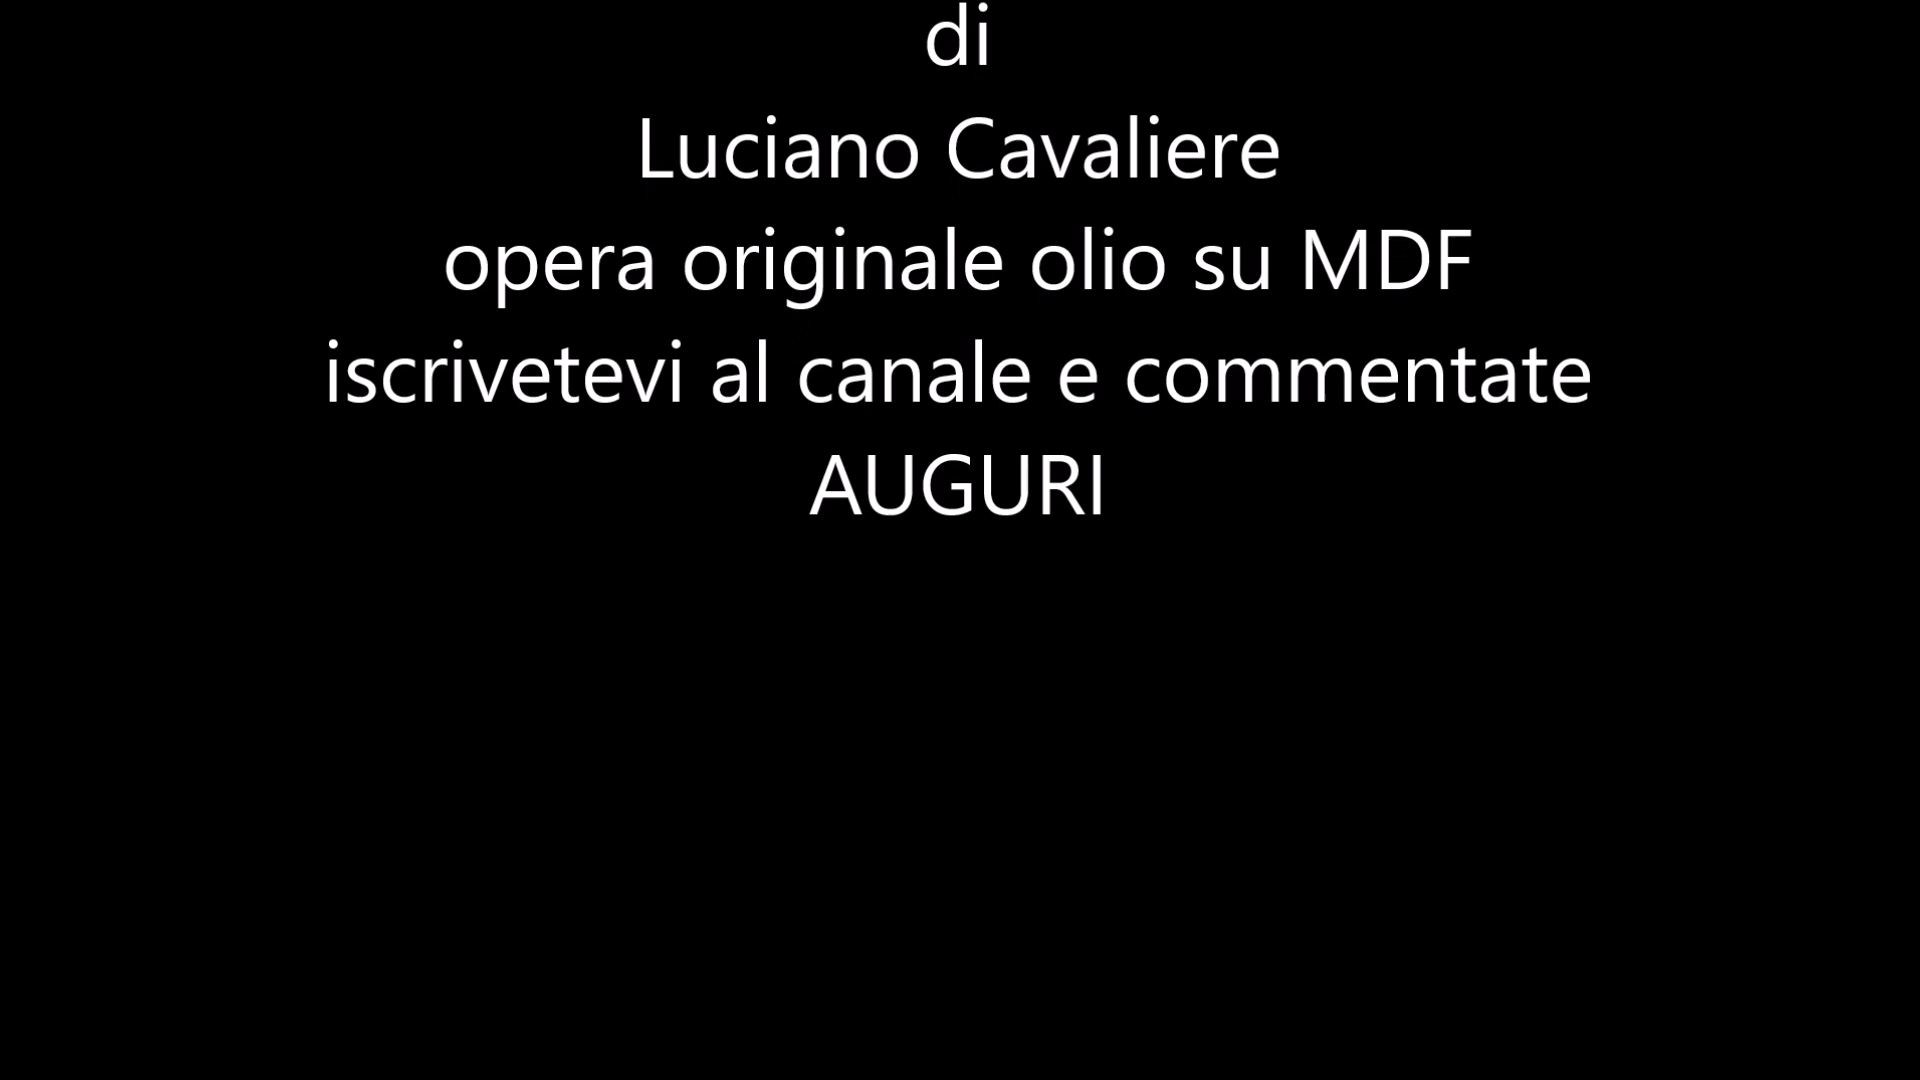 di
Luciano Cavaliere
opera originale olio su MDF
iscrivetevi al canale e commentate
AUGURI